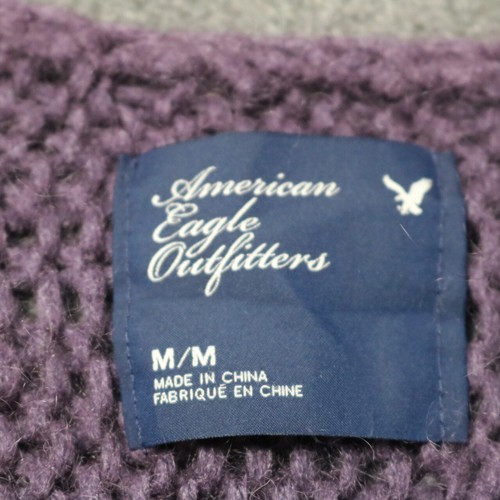 American
Eagle
Outfitters
M/M
MADE IN CHINA
FABRIQUÉ EN CHINE